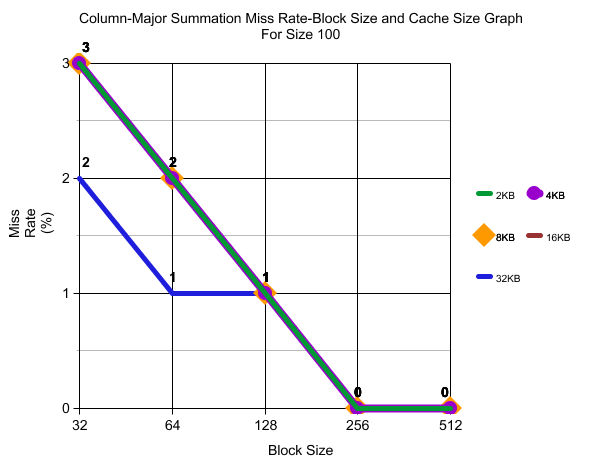 Column-Major Summation Miss Rate-Block Size and Cache Size Graph
For Size 100
3
3
2
2
2
1
1
1
0
0
0
32
64
128
256
512
Miss
Rate
(%)
Block Size
2KB
4KB
8KB
16KB
32KB